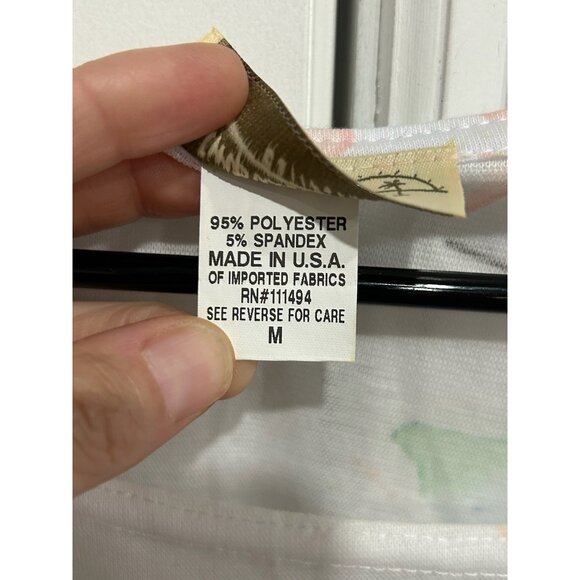 95% POLYESTER
5% SPANDEX
MADE IN U.S.A.
OF IMPORTED FABRICS
RN#111494
SEE REVERSE FOR CARE
M